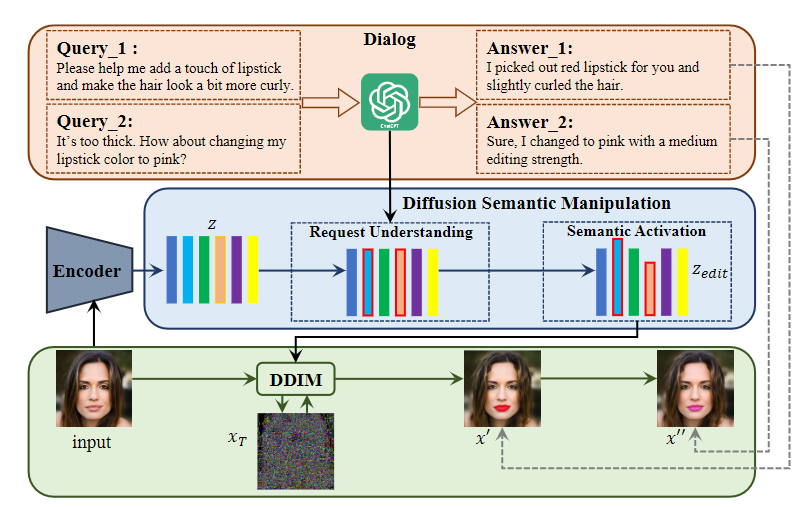 Dialog
Query_1 :
Please help me add a touch of lipstick
and make the hair look a bit more curly.
Query_2:
It's too thick. How about changing my
lipstick color to pink?
ChatGPT
Answer_1:
I picked out red lipstick for you and
slightly curled the hair.
Answer_2:
Sure, I changed to pink with a medium
editing strength.
Diffusion Semantic Manipulation
Encoder
z
Request Understanding
Semantic Activation
z_edit
DDIM
input
x_T
x′
x′′